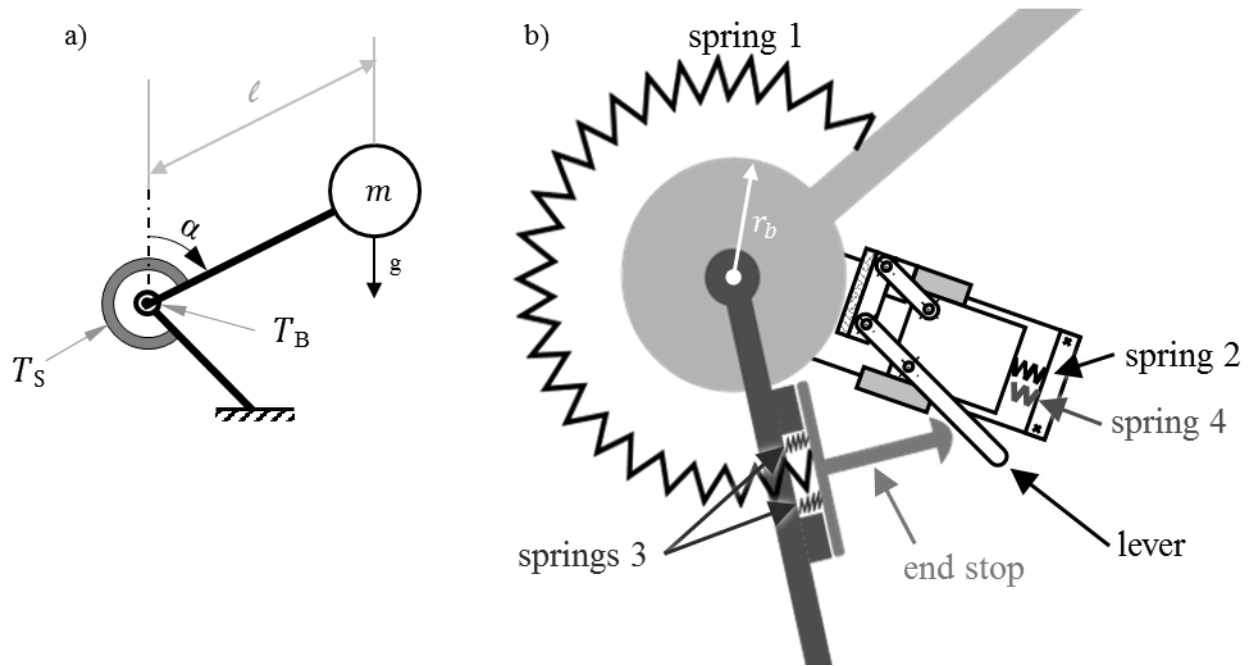 a)
ℓ
m
α
g
T_B
T_S
b)
spring 1
r_b
spring 2
spring 4
springs 3
end stop
lever